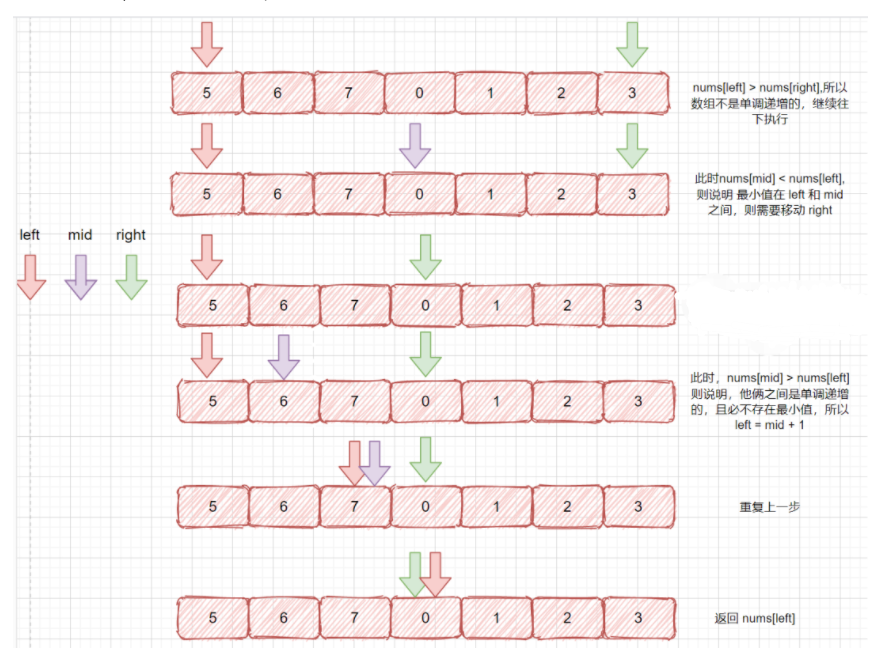 5 6 7 0 1 2 3
nums[left] > nums[right],所以
数组不是单调递增的，继续往
下执行
5 6 7 0 1 2 3
此时nums[mid] < nums[left],
则说明 最小值在 left 和 mid
之间，则需要移动 right
left mid right
5 6 7 0 1 2 3
5 6 7 0 1 2 3
此时，nums[mid] > nums[left]
则说明，他俩之间是单调递增
的，且必不存在最小值，所以
left = mid + 1
5 6 7 0 1 2 3
重复上一步
5 6 7 0 1 2 3
返回 nums[left]